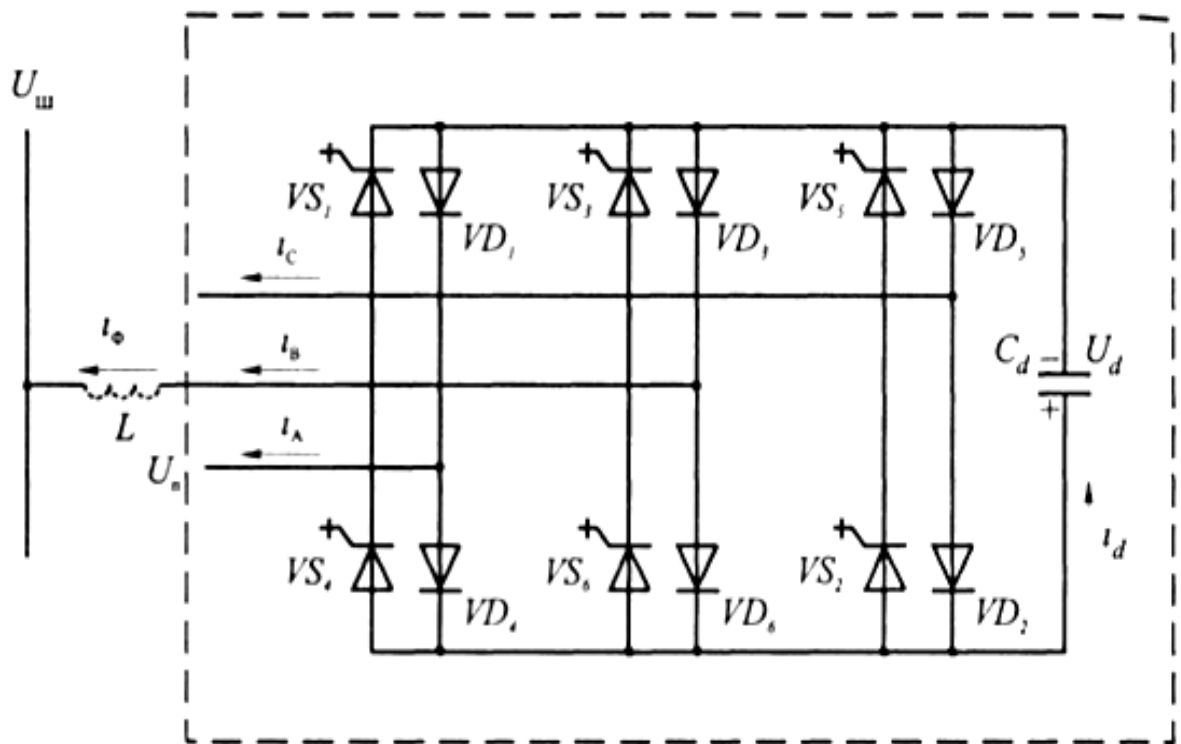 Uш
VS1 VD1 VS3 VD3 VS5 VD5
iC
iФ iB
Cd − Ud
L
iA +
Uп
id
VS4 VD4 VS6 VD6 VS2 VD2